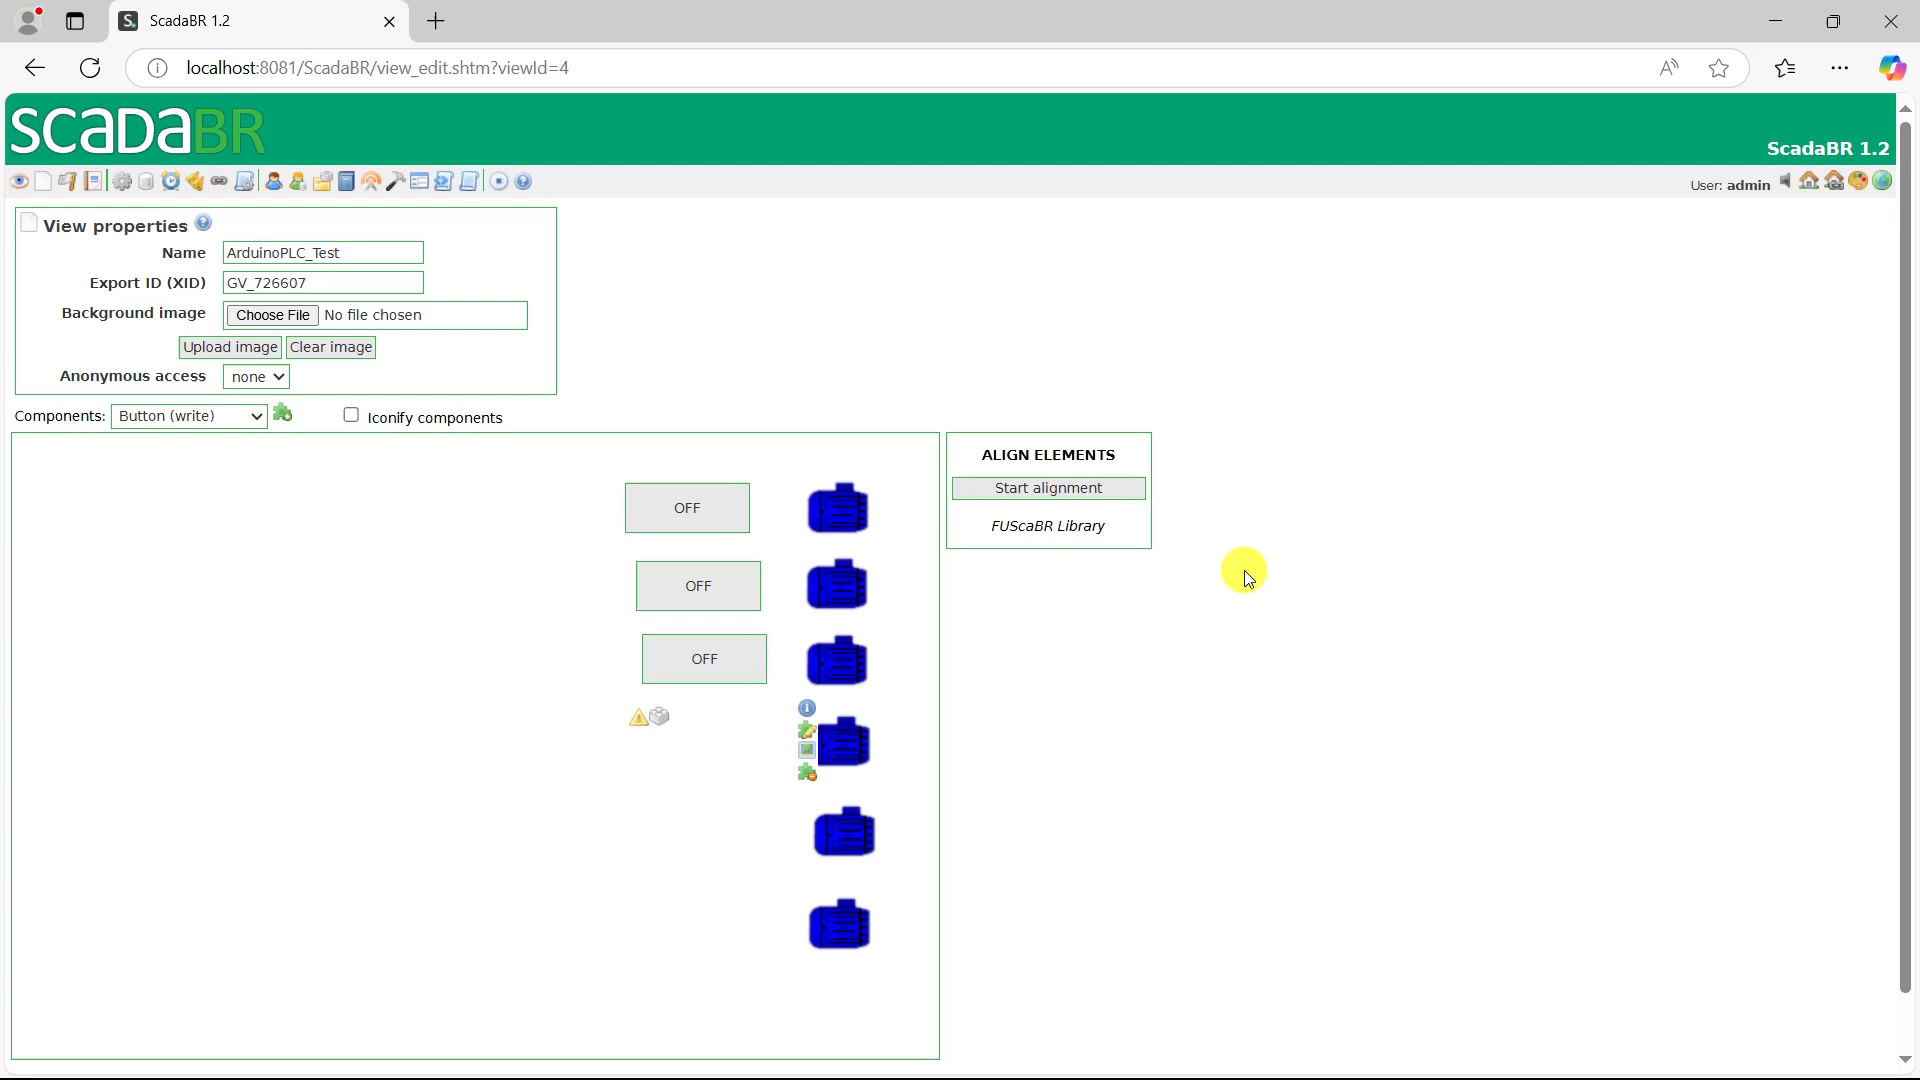 ScadaBR 1.2
localhost:8081/ScadaBR/view_edit.shtm?viewId=4
SCADABR
ScadaBR 1.2
User: admin
View properties
Name ArduinoPLC_Test
Export ID (XID) GV_726607
Background image Choose File No file chosen
Upload image Clear image
Anonymous access none
Components: Button (write) Iconify components
ALIGN ELEMENTS
Start alignment
FUScaBR Library
OFF
OFF
OFF